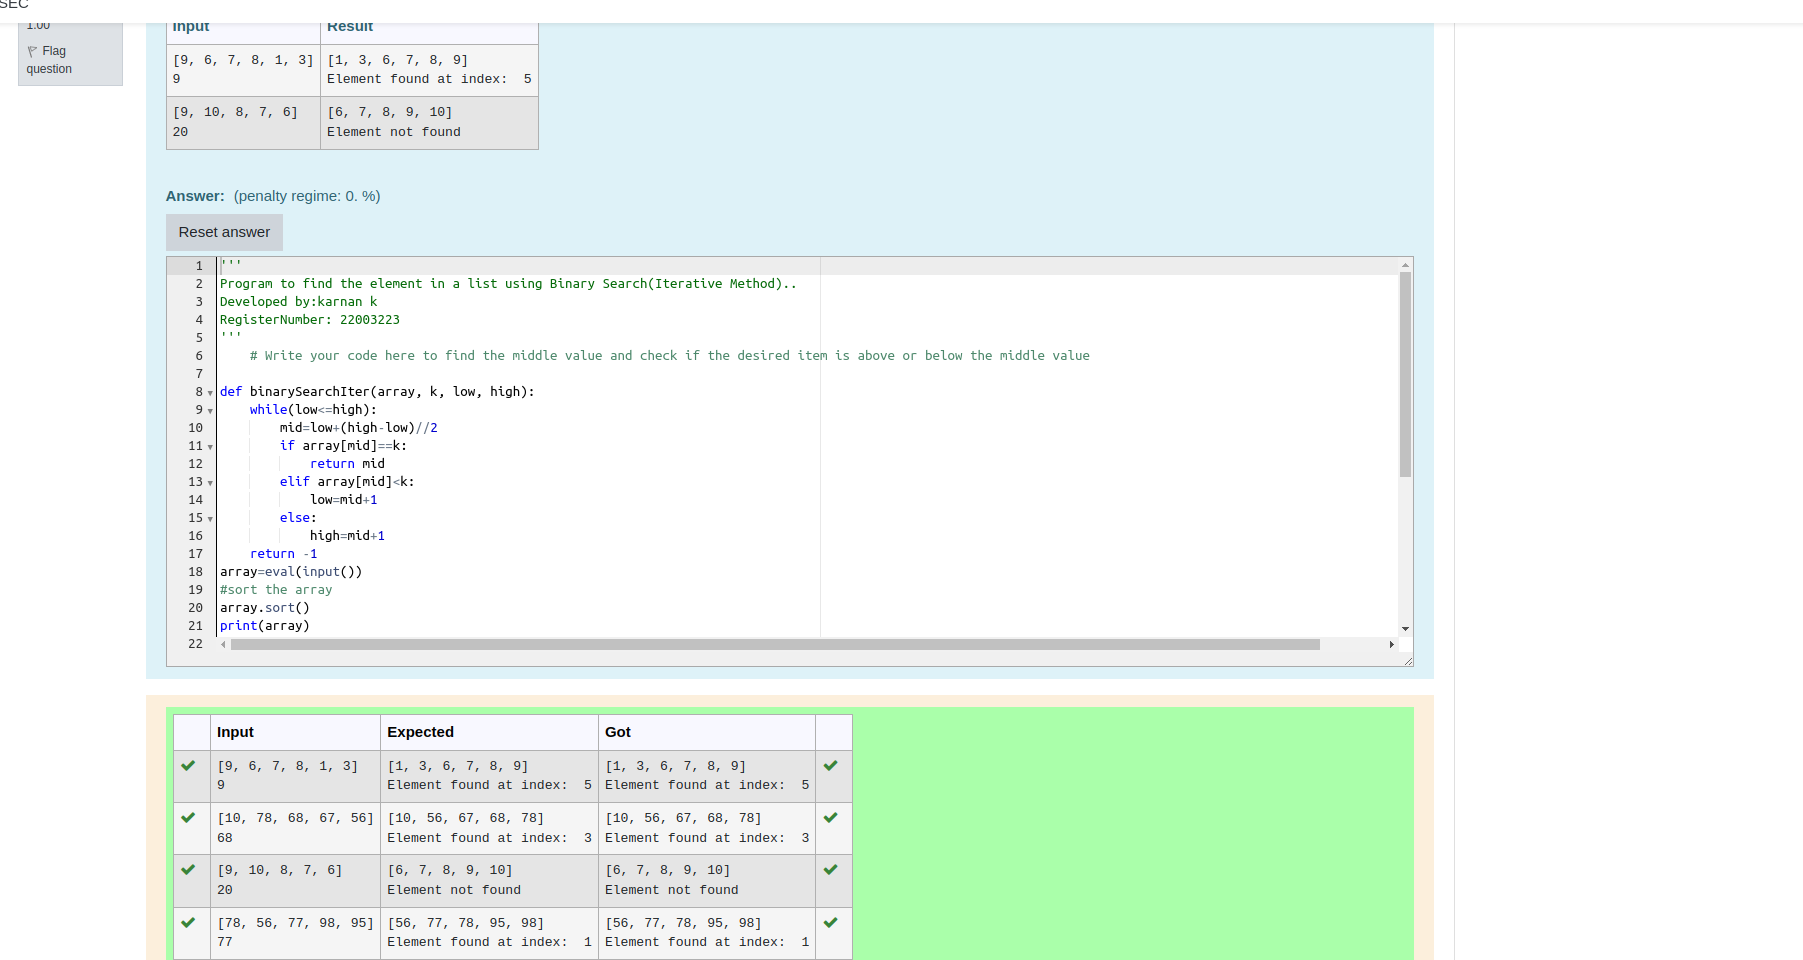 SEC
1.00
Flag
question
Input Result
[9, 6, 7, 8, 1, 3] [1, 3, 6, 7, 8, 9]
9 Element found at index:  5
[9, 10, 8, 7, 6] [6, 7, 8, 9, 10]
20 Element not found
Answer: (penalty regime: 0. %)
Reset answer
1 '''
2 Program to find the element in a list using Binary Search(Iterative Method)..
3 Developed by:karnan k
4 RegisterNumber: 22003223
5 '''
6     # Write your code here to find the middle value and check if the desired item is above or below the middle value
7
8 def binarySearchIter(array, k, low, high):
9     while(low<=high):
10         mid=low+(high-low)//2
11         if array[mid]==k:
12             return mid
13         elif array[mid]<k:
14             low=mid+1
15         else:
16             high=mid+1
17     return -1
18 array=eval(input())
19 #sort the array
20 array.sort()
21 print(array)
22
Input Expected Got
[9, 6, 7, 8, 1, 3] [1, 3, 6, 7, 8, 9] [1, 3, 6, 7, 8, 9]
9 Element found at index:  5 Element found at index:  5
[10, 78, 68, 67, 56] [10, 56, 67, 68, 78] [10, 56, 67, 68, 78]
68 Element found at index:  3 Element found at index:  3
[9, 10, 8, 7, 6] [6, 7, 8, 9, 10] [6, 7, 8, 9, 10]
20 Element not found Element not found
[78, 56, 77, 98, 95] [56, 77, 78, 95, 98] [56, 77, 78, 95, 98]
77 Element found at index:  1 Element found at index:  1